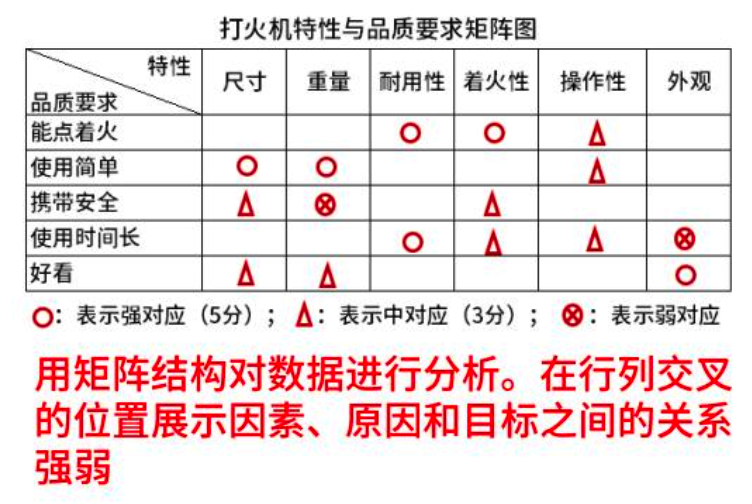 打火机特性与品质要求矩阵图
特性
品质要求
尺寸 重量 耐用性 着火性 操作性 外观
能点着火 ○ ○ △
使用简单 ○ ○ △
携带安全 △ ⊗ △
使用时间长 ○ △ △ ⊗
好看 △ △ ○
○：表示强对应（5分）；△：表示中对应（3分）；⊗：表示弱对应
用矩阵结构对数据进行分析。在行列交叉
的位置展示因素、原因和目标之间的关系
强弱